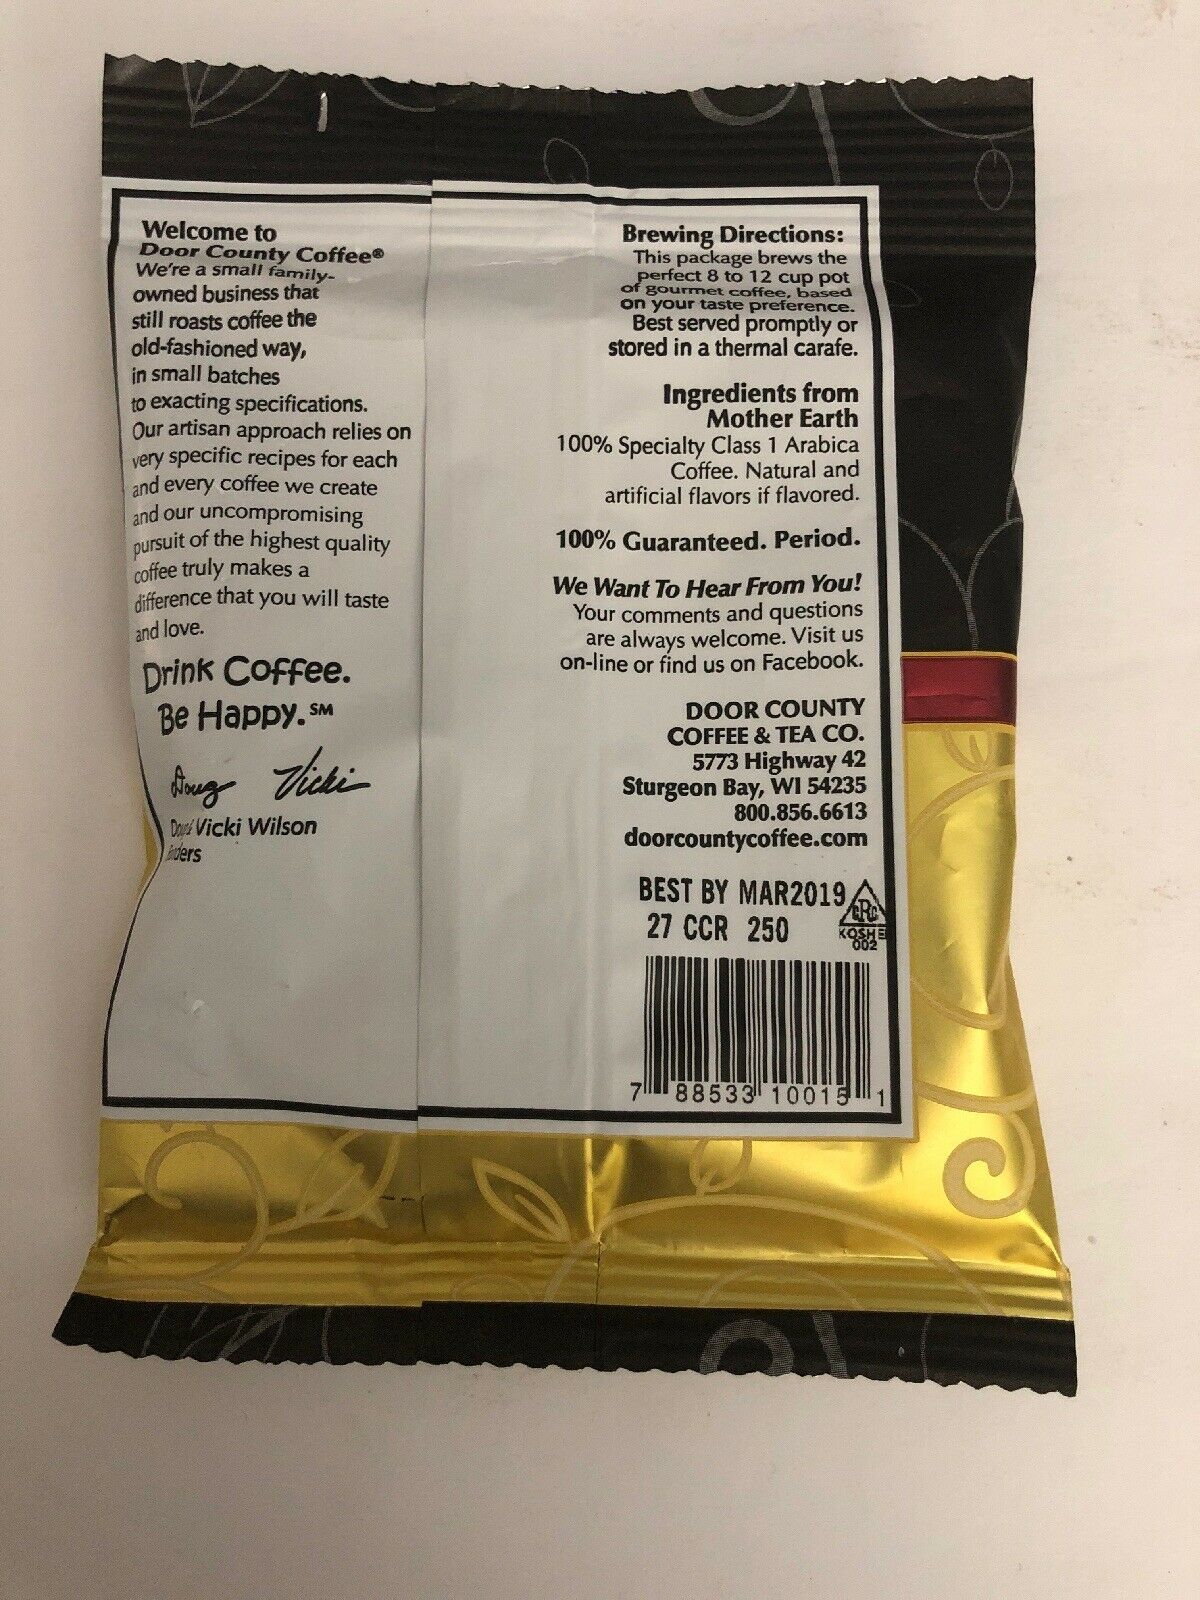 Welcome to
Door County Coffee®
We're a small family-
owned business that
still roasts coffee the
old-fashioned way,
in small batches
to exacting specifications.
Our artisan approach relies on
very specific recipes for each
and every coffee we create
and our uncompromising
pursuit of the highest quality
coffee truly makes a
difference that you will taste
and love.
Drink Coffee.
Be Happy.℠
Doug Vicki
Vicki Wilson
Brewing Directions:
This package brews the
perfect 8 to 12 cup pot
of gourmet coffee, based
on your taste preference.
Best served promptly or
stored in a thermal carafe.
Ingredients from
Mother Earth
100% Specialty Class 1 Arabica
Coffee. Natural and
artificial flavors if flavored.
100% Guaranteed. Period.
We Want To Hear From You!
Your comments and questions
are always welcome. Visit us
on-line or find us on Facebook.
DOOR COUNTY
COFFEE & TEA CO.
5773 Highway 42
Sturgeon Bay, WI 54235
800.856.6613
doorcountycoffee.com
BEST BY MAR2019
27 CCR 250
CRC
KOSHE
002
7 88533 10015 1